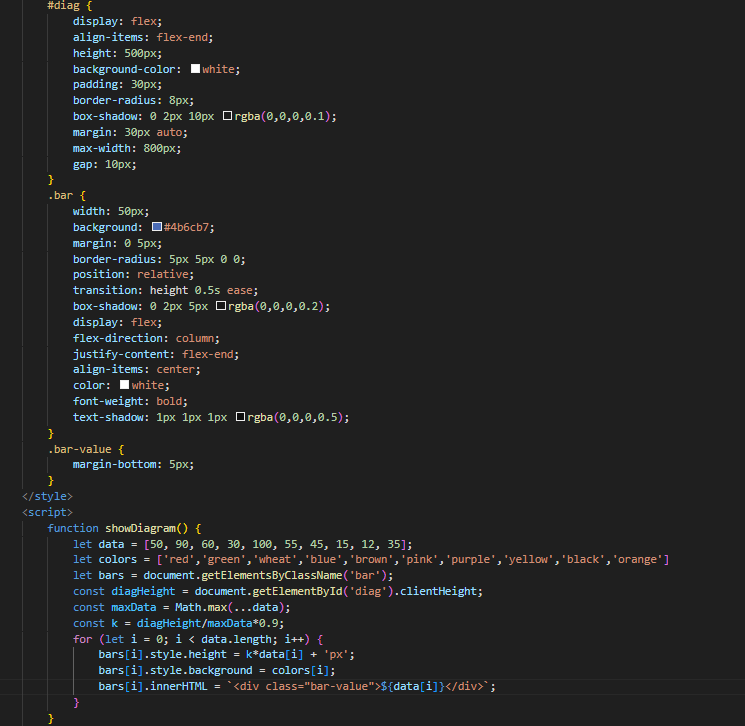 #diag {
display: flex;
align-items: flex-end;
height: 500px;
background-color: white;
padding: 30px;
border-radius: 8px;
box-shadow: 0 2px 10px rgba(0,0,0,0.1);
margin: 30px auto;
max-width: 800px;
gap: 10px;
}
.bar {
width: 50px;
background: #4b6cb7;
margin: 0 5px;
border-radius: 5px 5px 0 0;
position: relative;
transition: height 0.5s ease;
box-shadow: 0 2px 5px rgba(0,0,0,0.2);
display: flex;
flex-direction: column;
justify-content: flex-end;
align-items: center;
color: white;
font-weight: bold;
text-shadow: 1px 1px 1px rgba(0,0,0,0.5);
}
.bar-value {
margin-bottom: 5px;
}
</style>
<script>
function showDiagram() {
let data = [50, 90, 60, 30, 100, 55, 45, 15, 12, 35];
let colors = ['red','green','wheat','blue','brown','pink','purple','yellow','black','orange']
let bars = document.getElementsByClassName('bar');
const diagHeight = document.getElementById('diag').clientHeight;
const maxData = Math.max(...data);
const k = diagHeight/maxData*0.9;
for (let i = 0; i < data.length; i++) {
bars[i].style.height = k*data[i] + 'px';
bars[i].style.background = colors[i];
bars[i].innerHTML = `<div class="bar-value">${data[i]}</div>`;
}
}